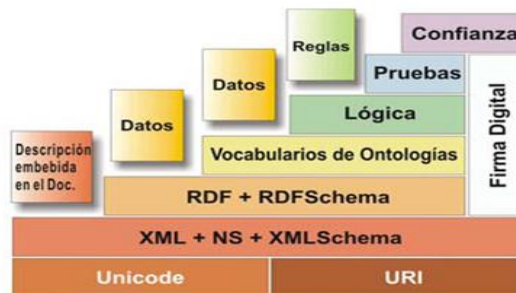 Confianza
Reglas
Pruebas
Datos
Lógica
Datos
Firma Digital
Descripción
embebida
en el Doc.
Vocabularios de Ontologías
RDF + RDFSchema
XML + NS + XMLSchema
Unicode
URI